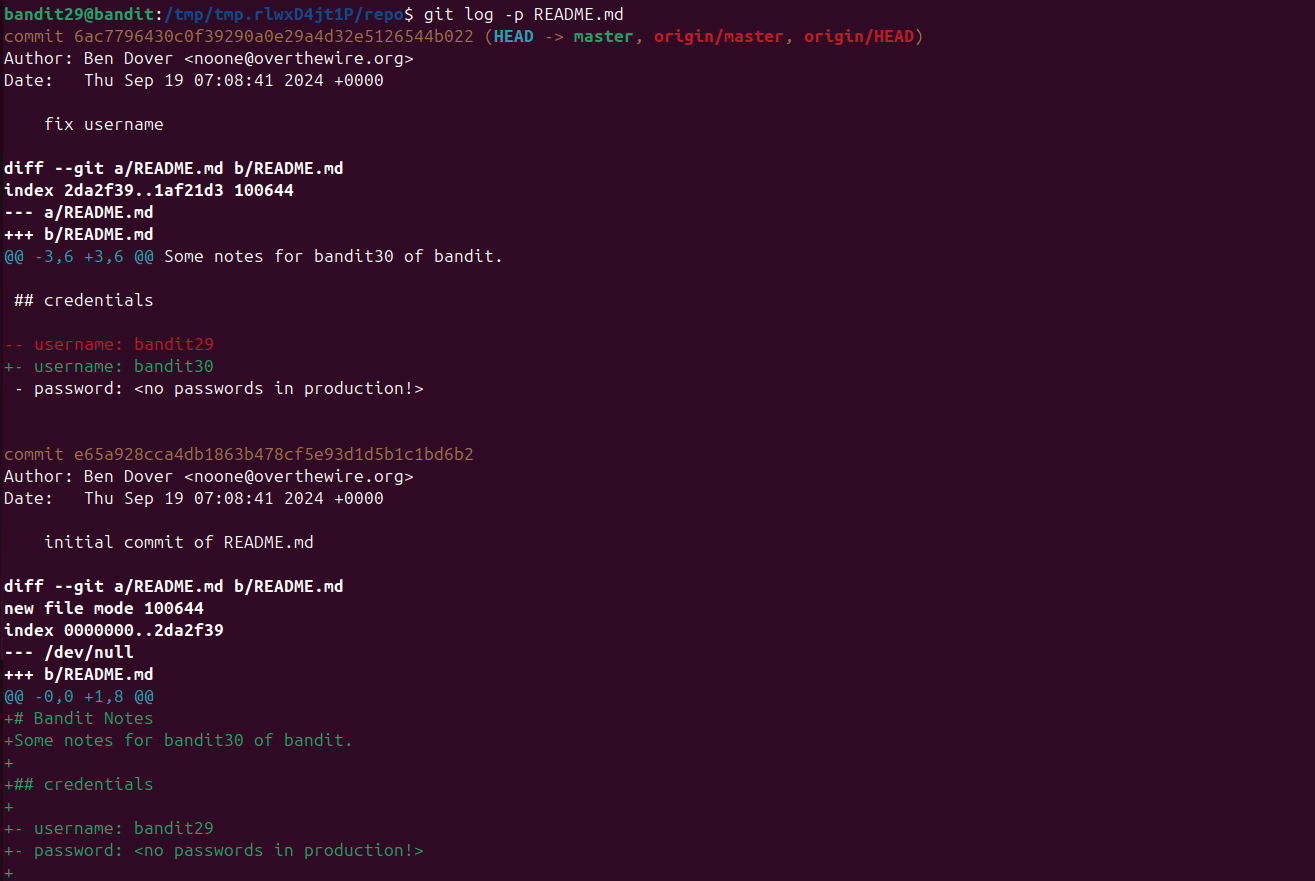 bandit29@bandit:/tmp/tmp.rlwxD4jt1P/repo$ git log -p README.md
commit 6ac7796430c0f39290a0e29a4d32e5126544b022 (HEAD -> master, origin/master, origin/HEAD)
Author: Ben Dover <noone@overthewire.org>
Date:   Thu Sep 19 07:08:41 2024 +0000

    fix username

diff --git a/README.md b/README.md
index 2da2f39..1af21d3 100644
--- a/README.md
+++ b/README.md
@@ -3,6 +3,6 @@ Some notes for bandit30 of bandit.

 ## credentials

-- username: bandit29
+- username: bandit30
 - password: <no passwords in production!>


commit e65a928cca4db1863b478cf5e93d1d5b1c1bd6b2
Author: Ben Dover <noone@overthewire.org>
Date:   Thu Sep 19 07:08:41 2024 +0000

    initial commit of README.md

diff --git a/README.md b/README.md
new file mode 100644
index 0000000..2da2f39
--- /dev/null
+++ b/README.md
@@ -0,0 +1,8 @@
+# Bandit Notes
+Some notes for bandit30 of bandit.
+
+## credentials
+
+- username: bandit29
+- password: <no passwords in production!>
+